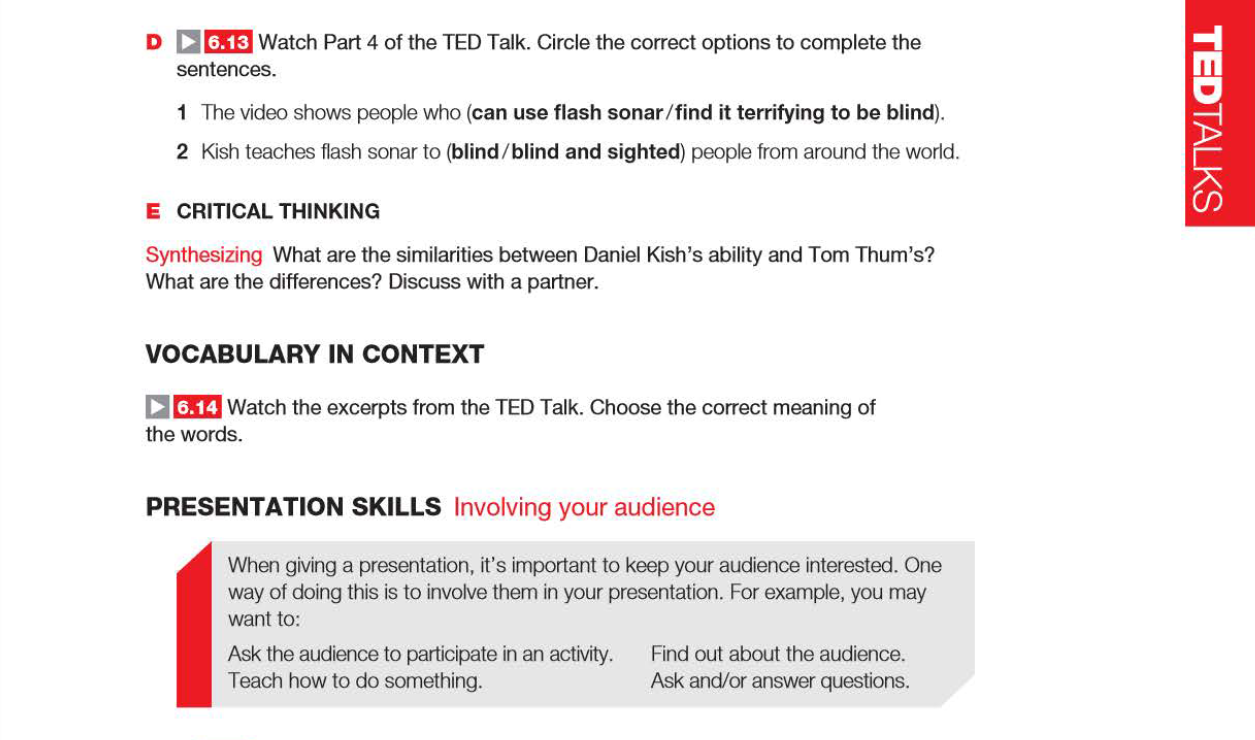 D 6.13 Watch Part 4 of the TED Talk. Circle the correct options to complete the
sentences.
1 The video shows people who (can use flash sonar/find it terrifying to be blind).
2 Kish teaches flash sonar to (blind/blind and sighted) people from around the world.
E CRITICAL THINKING
Synthesizing What are the similarities between Daniel Kish's ability and Tom Thum's?
What are the differences? Discuss with a partner.
VOCABULARY IN CONTEXT
6.14 Watch the excerpts from the TED Talk. Choose the correct meaning of
the words.
PRESENTATION SKILLS Involving your audience
When giving a presentation, it's important to keep your audience interested. One
way of doing this is to involve them in your presentation. For example, you may
want to:
Ask the audience to participate in an activity. Find out about the audience.
Teach how to do something. Ask and/or answer questions.
TEDTALKS